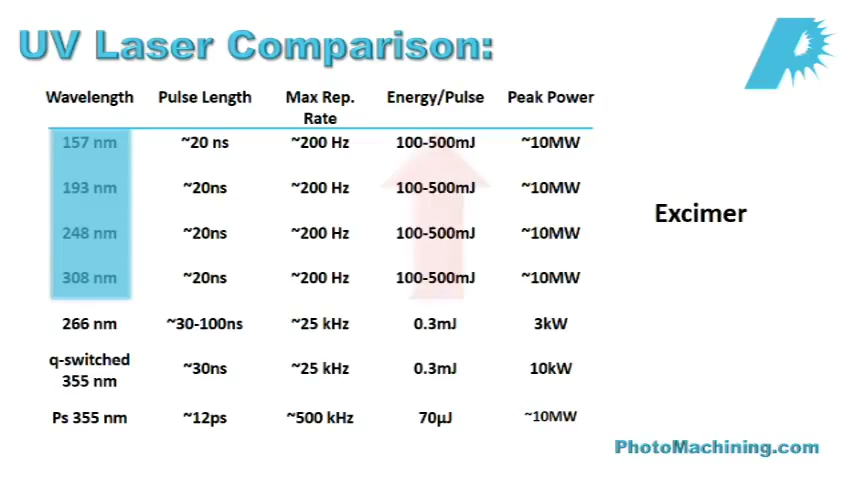 UV Laser Comparison:
Wavelength Pulse Length Max Rep. Rate Energy/Pulse Peak Power
157 nm ~20 ns ~200 Hz 100-500mJ ~10MW
193 nm ~20ns ~200 Hz 100-500mJ ~10MW
248 nm ~20ns ~200 Hz 100-500mJ ~10MW
308 nm ~20ns ~200 Hz 100-500mJ ~10MW
Excimer
266 nm ~30-100ns ~25 kHz 0.3mJ 3kW
q-switched 355 nm ~30ns ~25 kHz 0.3mJ 10kW
Ps 355 nm ~12ps ~500 kHz 70µJ ~10MW
PhotoMachining.com